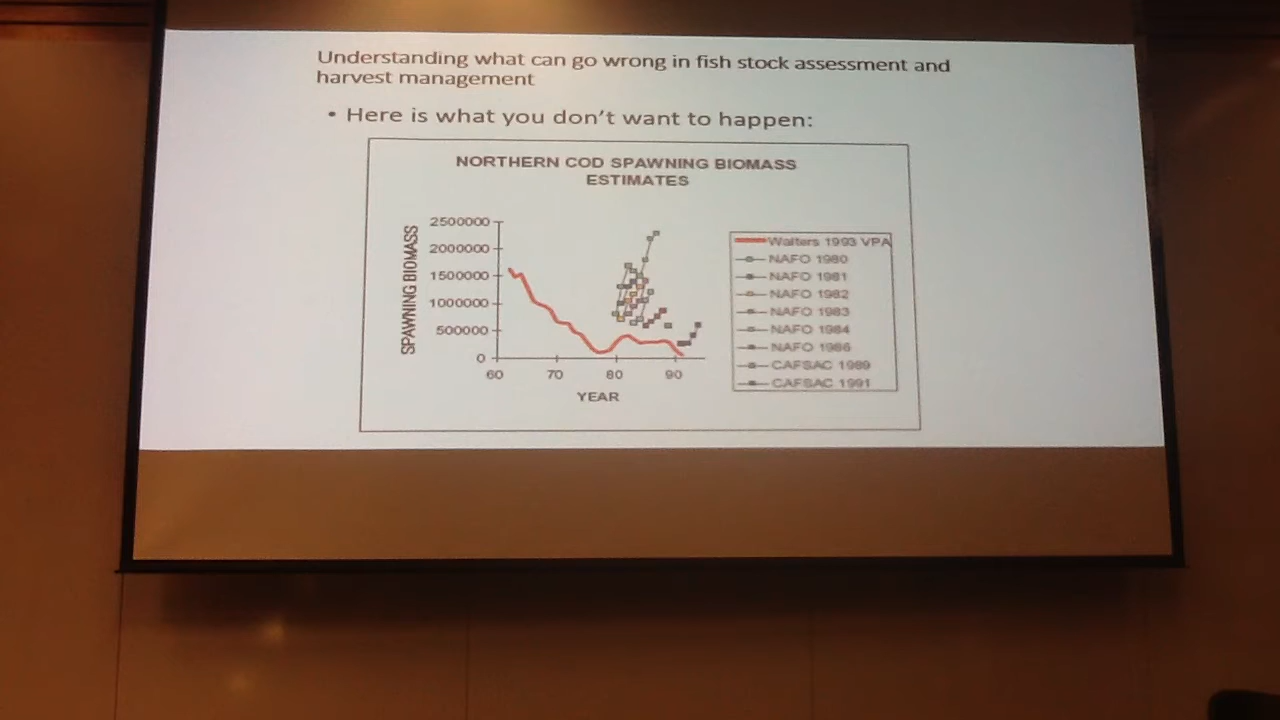 Understanding what can go wrong in fish stock assessment and
harvest management
• Here is what you don't want to happen:
NORTHERN COD SPAWNING BIOMASS
ESTIMATES
SPAWNING BIOMASS
2500000
2000000
1500000
1000000
500000
0
60 70 80 90
YEAR
Walters 1993 VPA
NAFO 1980
NAFO 1981
NAFO 1982
NAFO 1983
NAFO 1984
NAFO 1986
CAFSAC 1989
CAFSAC 1991